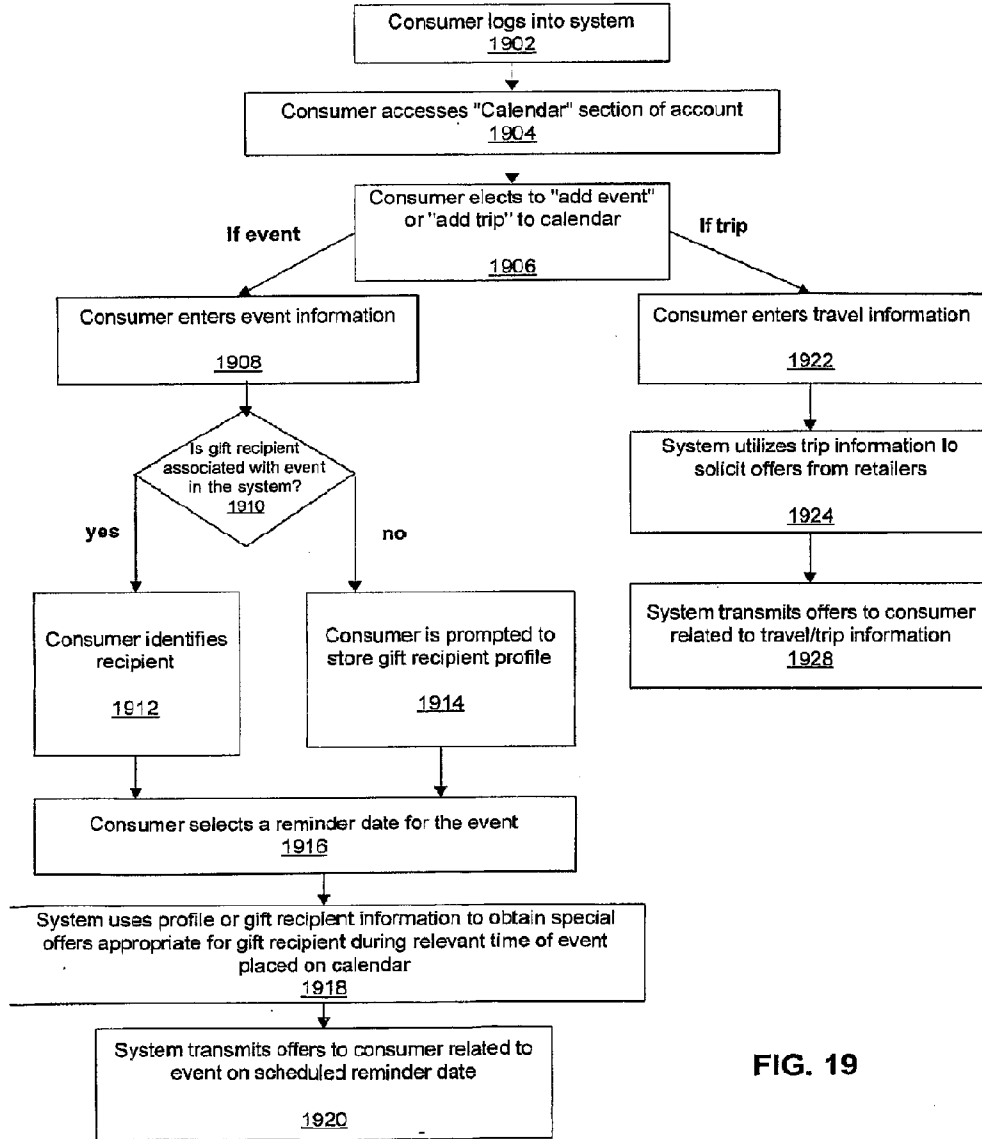 Consumer logs into system
1902
Consumer accesses "Calendar" section of account
1904
Consumer elects to "add event"
or "add trip" to calendar
1906
If event
If trip
Consumer enters event information
1908
Consumer enters travel information
1922
Is gift recipient
associated with event
in the system?
1910
System utilizes trip information to
solicit offers from retailers
1924
yes
no
Consumer identifies
recipient
1912
Consumer is prompted to
store gift recipient profile
1914
System transmits offers to consumer
related to travel/trip information
1928
Consumer selects a reminder date for the event
1916
System uses profile or gift recipient information to obtain special
offers appropriate for gift recipient during relevant time of event
placed on calendar
1918
System transmits offers to consumer related to
event on scheduled reminder date
1920
FIG. 19